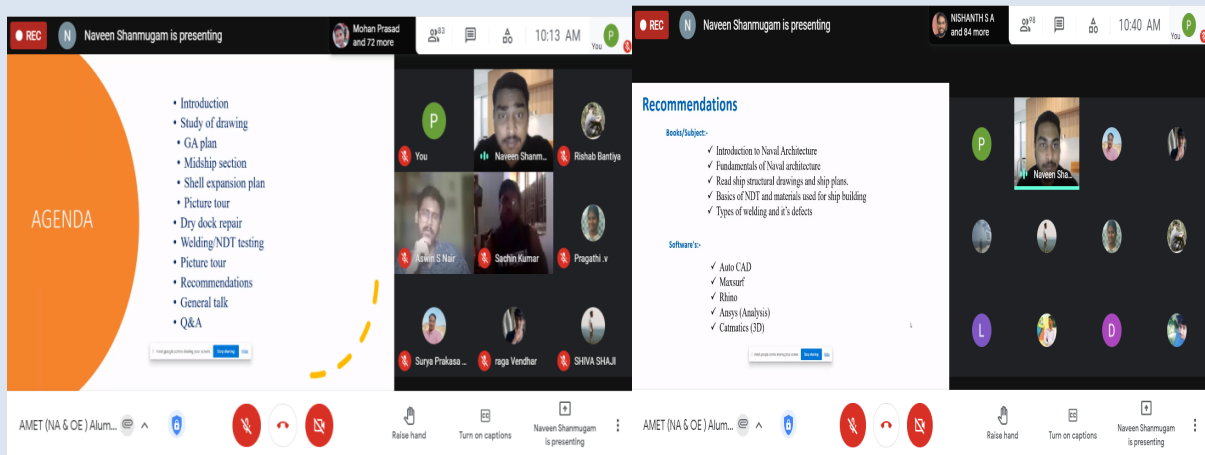 REC
N
Naveen Shanmugam is presenting
Mohan Prasad
and 72 more
83
10:13 AM
You
P
AGENDA
• Introduction
• Study of drawing
• GA plan
• Midship section
• Shell expansion plan
• Picture tour
• Dry dock repair
• Welding/NDT testing
• Picture tour
• Recommendations
• General talk
• Q&A
Stop sharing
Hide
P
You
Naveen Shanm...
Rishab Bantiya
Aswin S Nair
Sachin Kumar
Pragathi .v
Surya Prakasa ...
raga Vendhar
SHIVA SHAJI
AMET (NA & OE ) Alum...
Raise hand
Turn on captions
Naveen Shanmugam
is presenting
REC
N
Naveen Shanmugam is presenting
NISHANTH S A
and 84 more
98
10:40 AM
You
P
Recommendations
Books/Subject:-
✓ Introduction to Naval Architecture
✓ Fundamentals of Naval architecture
✓ Read ship structural drawings and ship plans.
✓ Basics of NDT and materials used for ship building
✓ Types of welding and it's defects
Software's:-
✓ Auto CAD
✓ Maxsurf
✓ Rhino
✓ Ansys (Analysis)
✓ Catmatics (3D)
Stop sharing
Hide
P
Naveen Sha...
L
D
AMET (NA & OE ) Alum...
Raise hand
Turn on captions
Naveen Shanmugam
is presenting